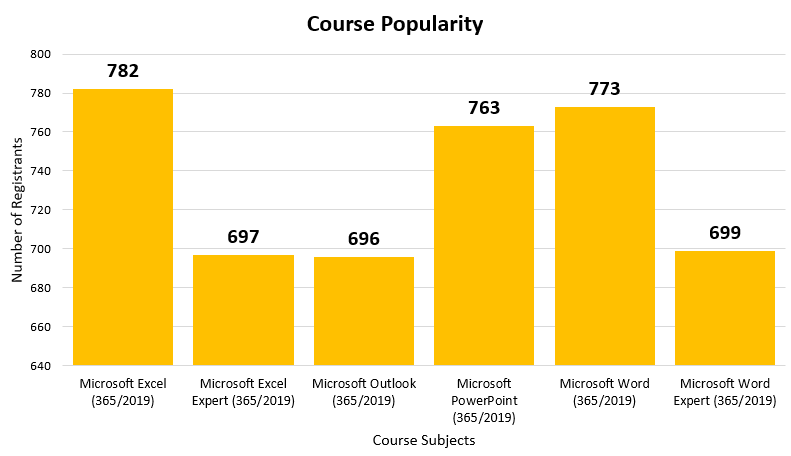 Course Popularity
800
780
760
740
720
700
680
660
640
Number of Registrants
782
697
696
763
773
699
Microsoft Excel
(365/2019)
Microsoft Excel
Expert (365/2019)
Microsoft Outlook
(365/2019)
Microsoft
PowerPoint
(365/2019)
Microsoft Word
(365/2019)
Microsoft Word
Expert (365/2019)
Course Subjects